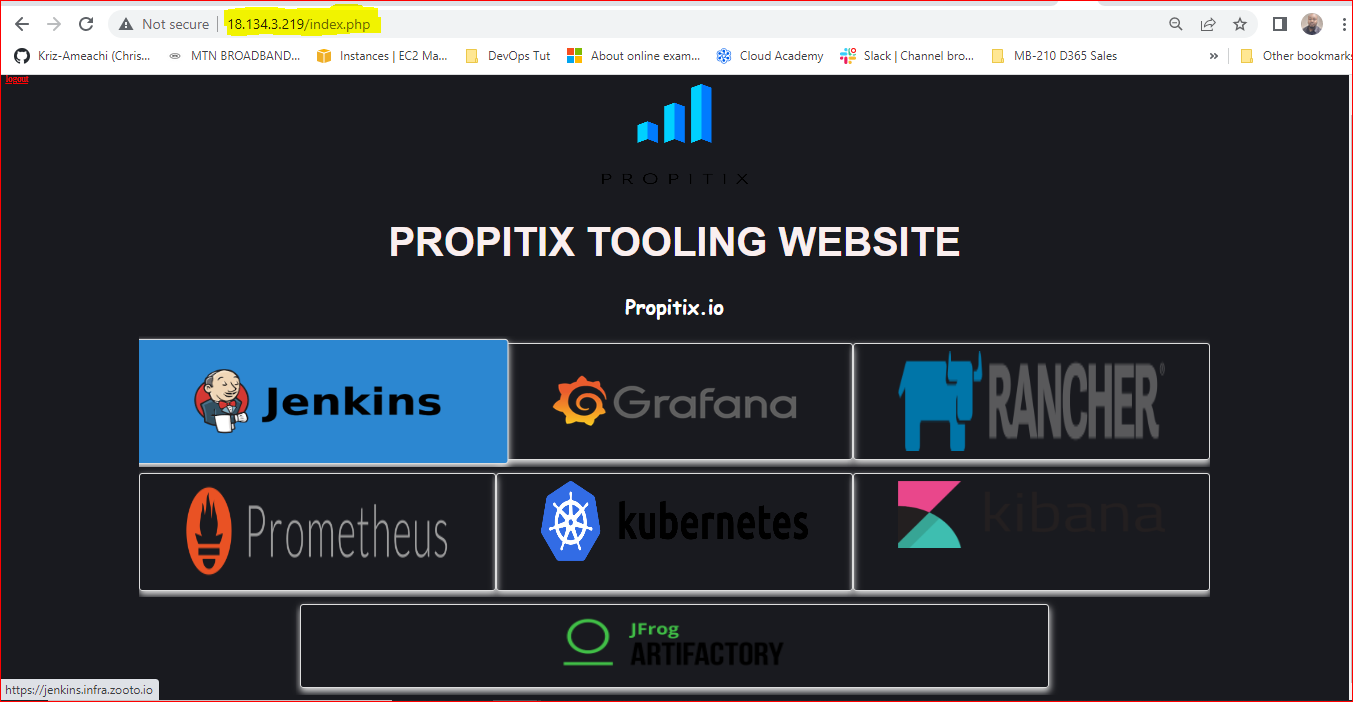 Not secure 18.134.3.219/index.php
Kriz-Ameachi (Chris... MTN BROADBAND... Instances | EC2 Ma... DevOps Tut About online exam... Cloud Academy Slack | Channel bro... MB-210 D365 Sales » Other bookmarks
logout
PROPITIX
PROPITIX TOOLING WEBSITE
Propitix.io
Jenkins Grafana RANCHER®
Prometheus kubernetes kibana
JFrog
ARTIFACTORY
https://jenkins.infra.zooto.io